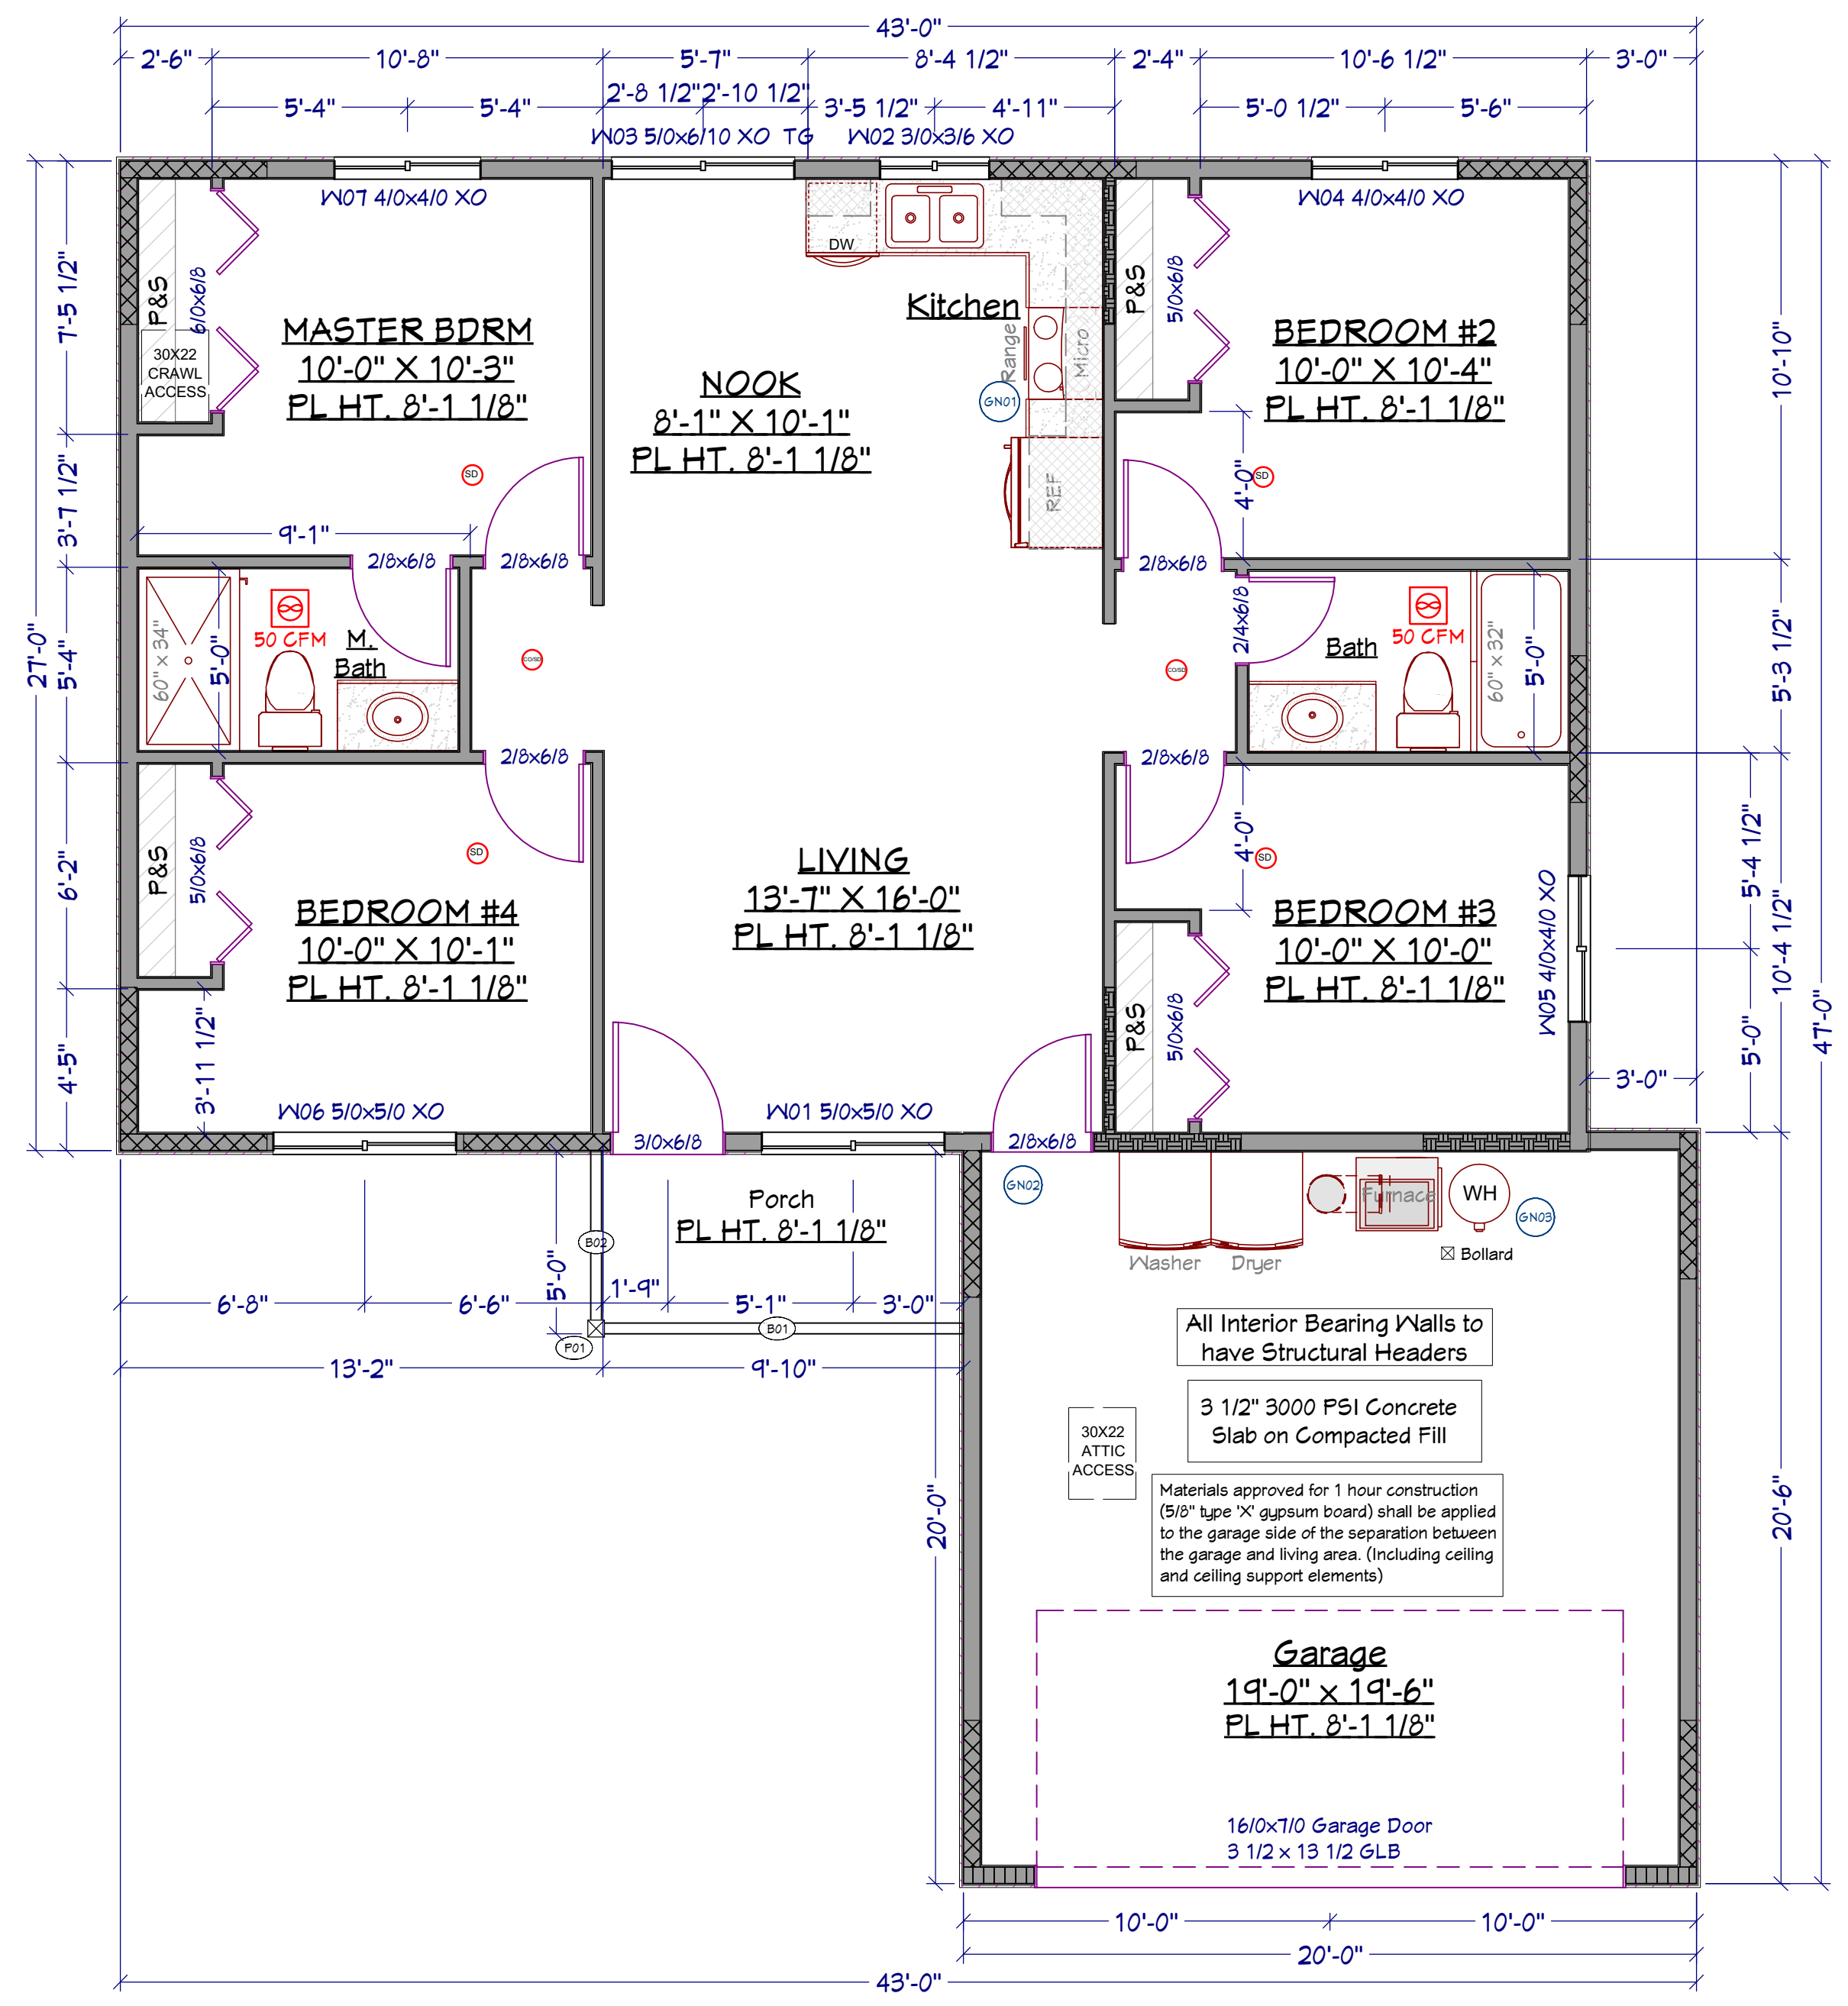 43'-0"
2'-6"
10'-8"
5'-7"
8'-4 1/2"
2'-4"
10'-6 1/2"
3'-0"
5'-4"
5'-4"
2'-8 1/2"
2'-10 1/2"
3'-5 1/2"
4'-11"
5'-0 1/2"
5'-6"
W03 5/0x6/10 XO TG
W02 3/0x3/6 XO
W07 4/0x4/0 XO
W04 4/0x4/0 XO
27'-0"
7'-5 1/2"
3'-7 1/2"
5'-4"
6'-2"
4'-5"
P&S
6/0x6/8
30X22
CRAWL
ACCESS
MASTER BDRM
10'-0" X 10'-3"
PL HT. 8'-1 1/8"
SD
9'-1"
2/8x6/8
2/8x6/8
DW
Kitchen
Range
Micro
GN01
REF
NOOK
8'-1" X 10'-1"
PL HT. 8'-1 1/8"
P&S
5/0x6/8
BEDROOM #2
10'-0" X 10'-4"
PL HT. 8'-1 1/8"
4'-0"
SD
2/8x6/8
10'-10"
60" x 34"
5'-0"
50 CFM
M.
Bath
CO/SD
CO/SD
2/4x6/8
Bath
50 CFM
60" x 32"
5'-0"
5'-3 1/2"
2/8x6/8
2/8x6/8
P&S
5/0x6/8
SD
BEDROOM #4
10'-0" X 10'-1"
PL HT. 8'-1 1/8"
3'-11 1/2"
W06 5/0x5/0 XO
LIVING
13'-7" X 16'-0"
PL HT. 8'-1 1/8"
W01 5/0x5/0 XO
4'-0"
SD
BEDROOM #3
10'-0" X 10'-0"
PL HT. 8'-1 1/8"
P&S
5/0x6/8
W05 4/0x4/0 XO
5'-4 1/2"
5'-0"
10'-4 1/2"
47'-0"
3'-0"
3/0x6/8
2/8x6/8
Porch
PL HT. 8'-1 1/8"
B02
5'-0"
6'-8"
6'-6"
1'-9"
5'-1"
3'-0"
B01
P01
13'-2"
9'-10"
GN02
Washer
Dryer
Furnace
WH
GN03
Bollard
All Interior Bearing Walls to
have Structural Headers
3 1/2" 3000 PSI Concrete
Slab on Compacted Fill
30X22
ATTIC
ACCESS
Materials approved for 1 hour construction
(5/8" type 'X' gypsum board) shall be applied
to the garage side of the separation between
the garage and living area. (Including ceiling
and ceiling support elements)
20'-0"
20'-6"
Garage
19'-0" x 19'-6"
PL HT. 8'-1 1/8"
16/0x7/0 Garage Door
3 1/2 x 13 1/2 GLB
10'-0"
10'-0"
20'-0"
43'-0"